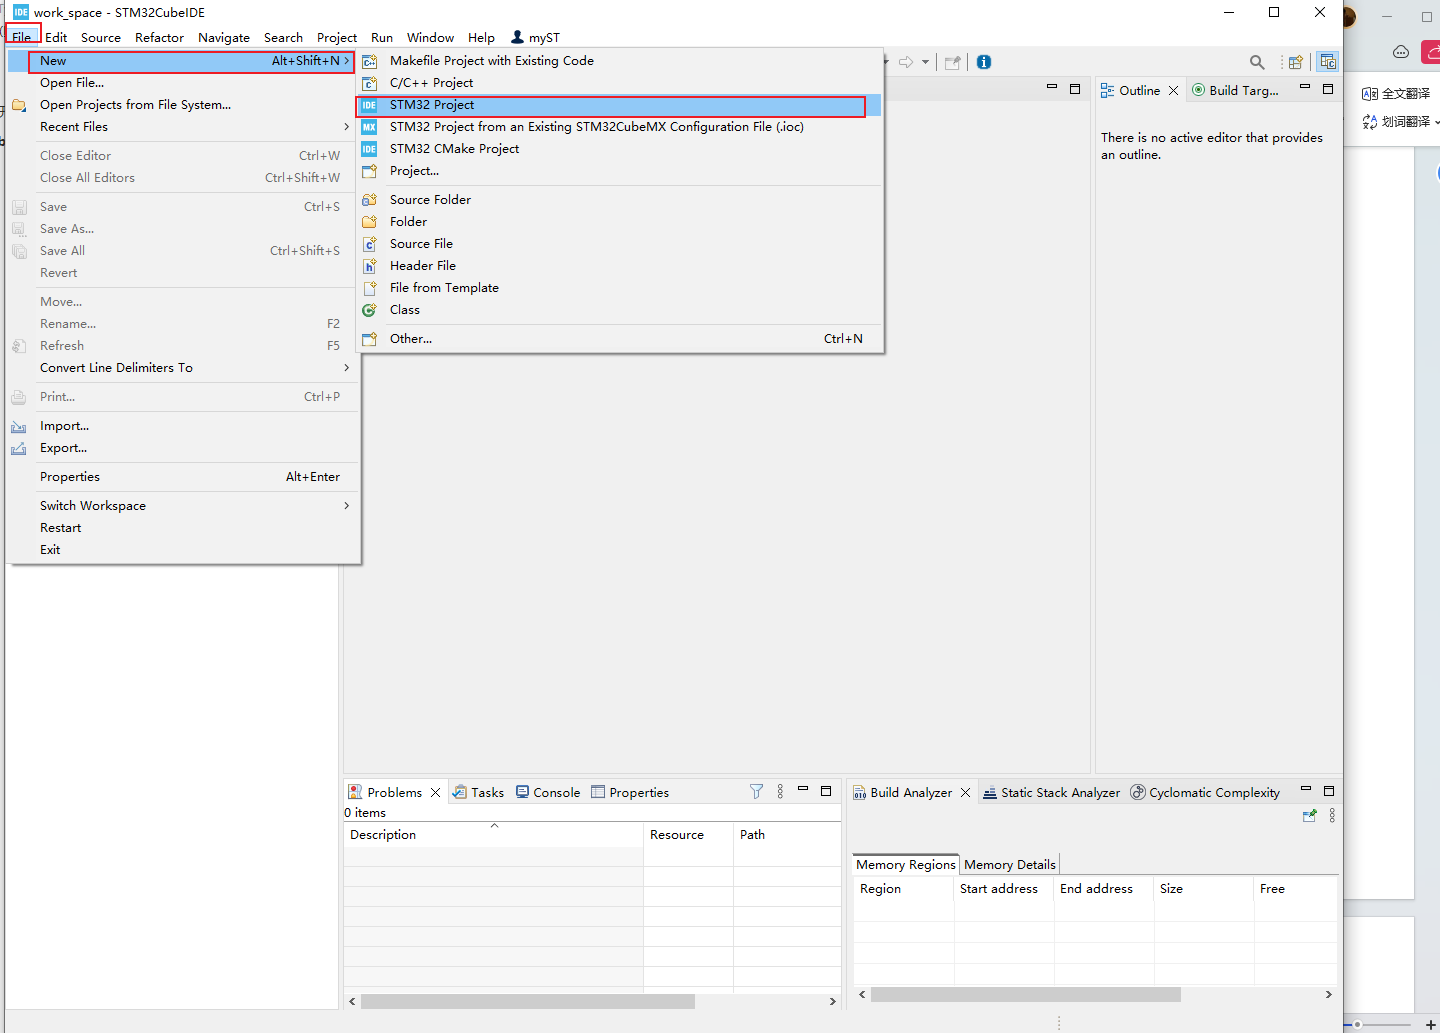 work_space - STM32CubeIDE
File Edit Source Refactor Navigate Search Project Run Window Help myST
New Alt+Shift+N
Open File...
Open Projects from File System...
Recent Files
Close Editor Ctrl+W
Close All Editors Ctrl+Shift+W
Save Ctrl+S
Save As...
Save All Ctrl+Shift+S
Revert
Move...
Rename... F2
Refresh F5
Convert Line Delimiters To
Print... Ctrl+P
Import...
Export...
Properties Alt+Enter
Switch Workspace
Restart
Exit
Makefile Project with Existing Code
C/C++ Project
STM32 Project
STM32 Project from an Existing STM32CubeMX Configuration File (.ioc)
STM32 CMake Project
Project...
Source Folder
Folder
Source File
Header File
File from Template
Class
Other... Ctrl+N
Outline Build Targ...
There is no active editor that provides
an outline.
全文翻译
划词翻译
Problems Tasks Console Properties
0 items
Description Resource Path
Build Analyzer Static Stack Analyzer Cyclomatic Complexity
Memory Regions Memory Details
Region Start address End address Size Free